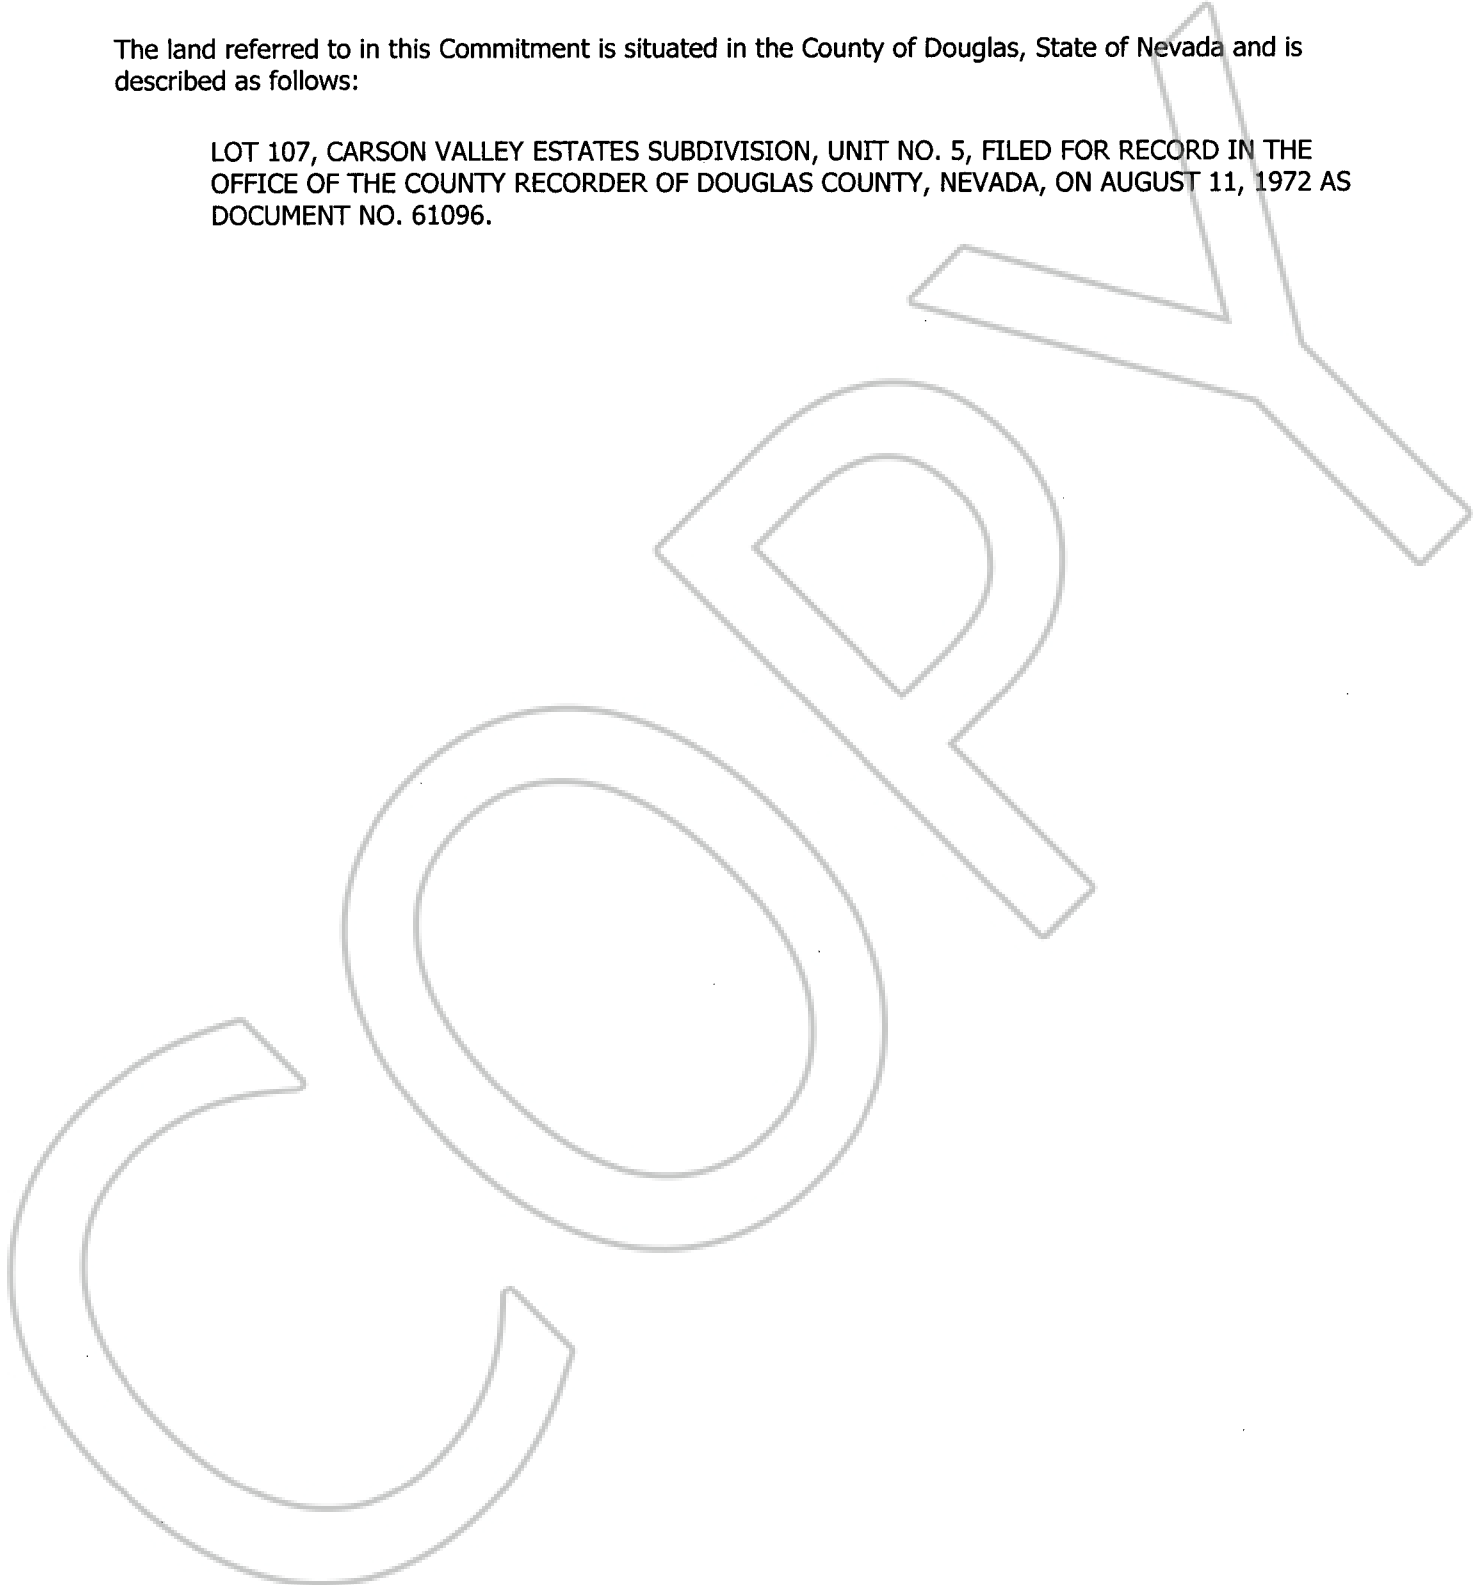 The land referred to in this Commitment is situated in the County of Douglas, State of Nevada and is
described as follows:
LOT 107, CARSON VALLEY ESTATES SUBDIVISION, UNIT NO. 5, FILED FOR RECORD IN THE
OFFICE OF THE COUNTY RECORDER OF DOUGLAS COUNTY, NEVADA, ON AUGUST 11, 1972 AS
DOCUMENT NO. 61096.
COPY